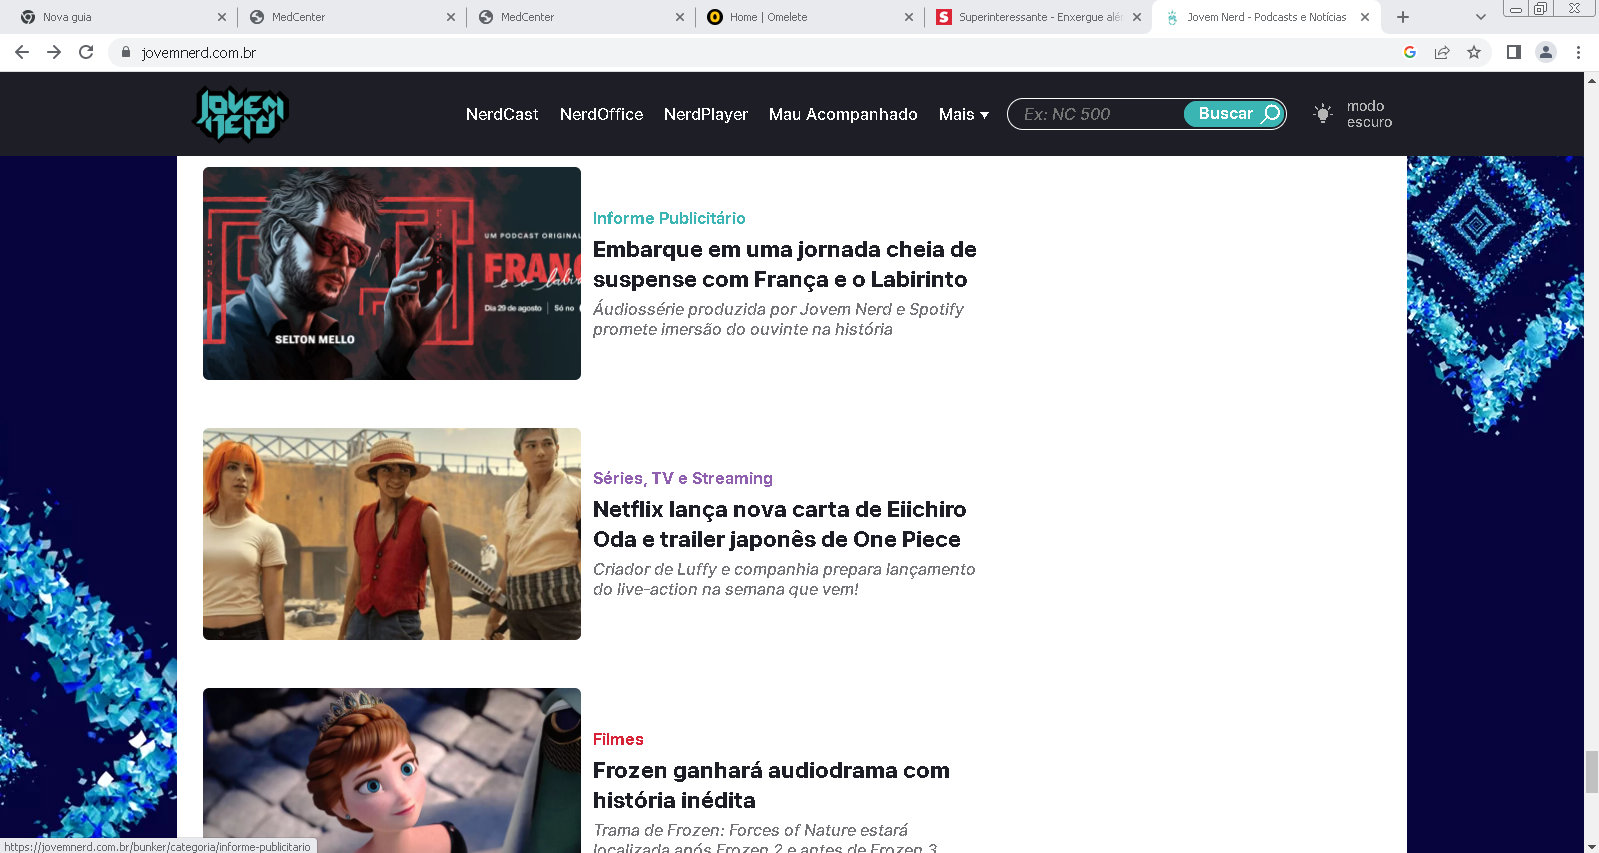 Nova guia
MedCenter
MedCenter
Home | Omelete
Superinteressante - Enxergue alé
Jovem Nerd - Podcasts e Notícias
jovemnerd.com.br
JOVEM
NERD
NerdCast
NerdOffice
NerdPlayer
Mau Acompanhado
Mais
Ex: NC 500
Buscar
modo
escuro
UM PODCAST ORIGINAL
FRANÇ
e o labi
Dia 29 de agosto | Só no
SELTON MELLO
Informe Publicitário
Embarque em uma jornada cheia de
suspense com França e o Labirinto
Áudiossérie produzida por Jovem Nerd e Spotify
promete imersão do ouvinte na história
Séries, TV e Streaming
Netflix lança nova carta de Eiichiro
Oda e trailer japonês de One Piece
Criador de Luffy e companhia prepara lançamento
do live-action na semana que vem!
Filmes
Frozen ganhará audiodrama com
história inédita
Trama de Frozen: Forces of Nature estará
localizada após Frozen 2 e antes de Frozen 3
https://jovemnerd.com.br/bunker/categoria/informe-publicitario